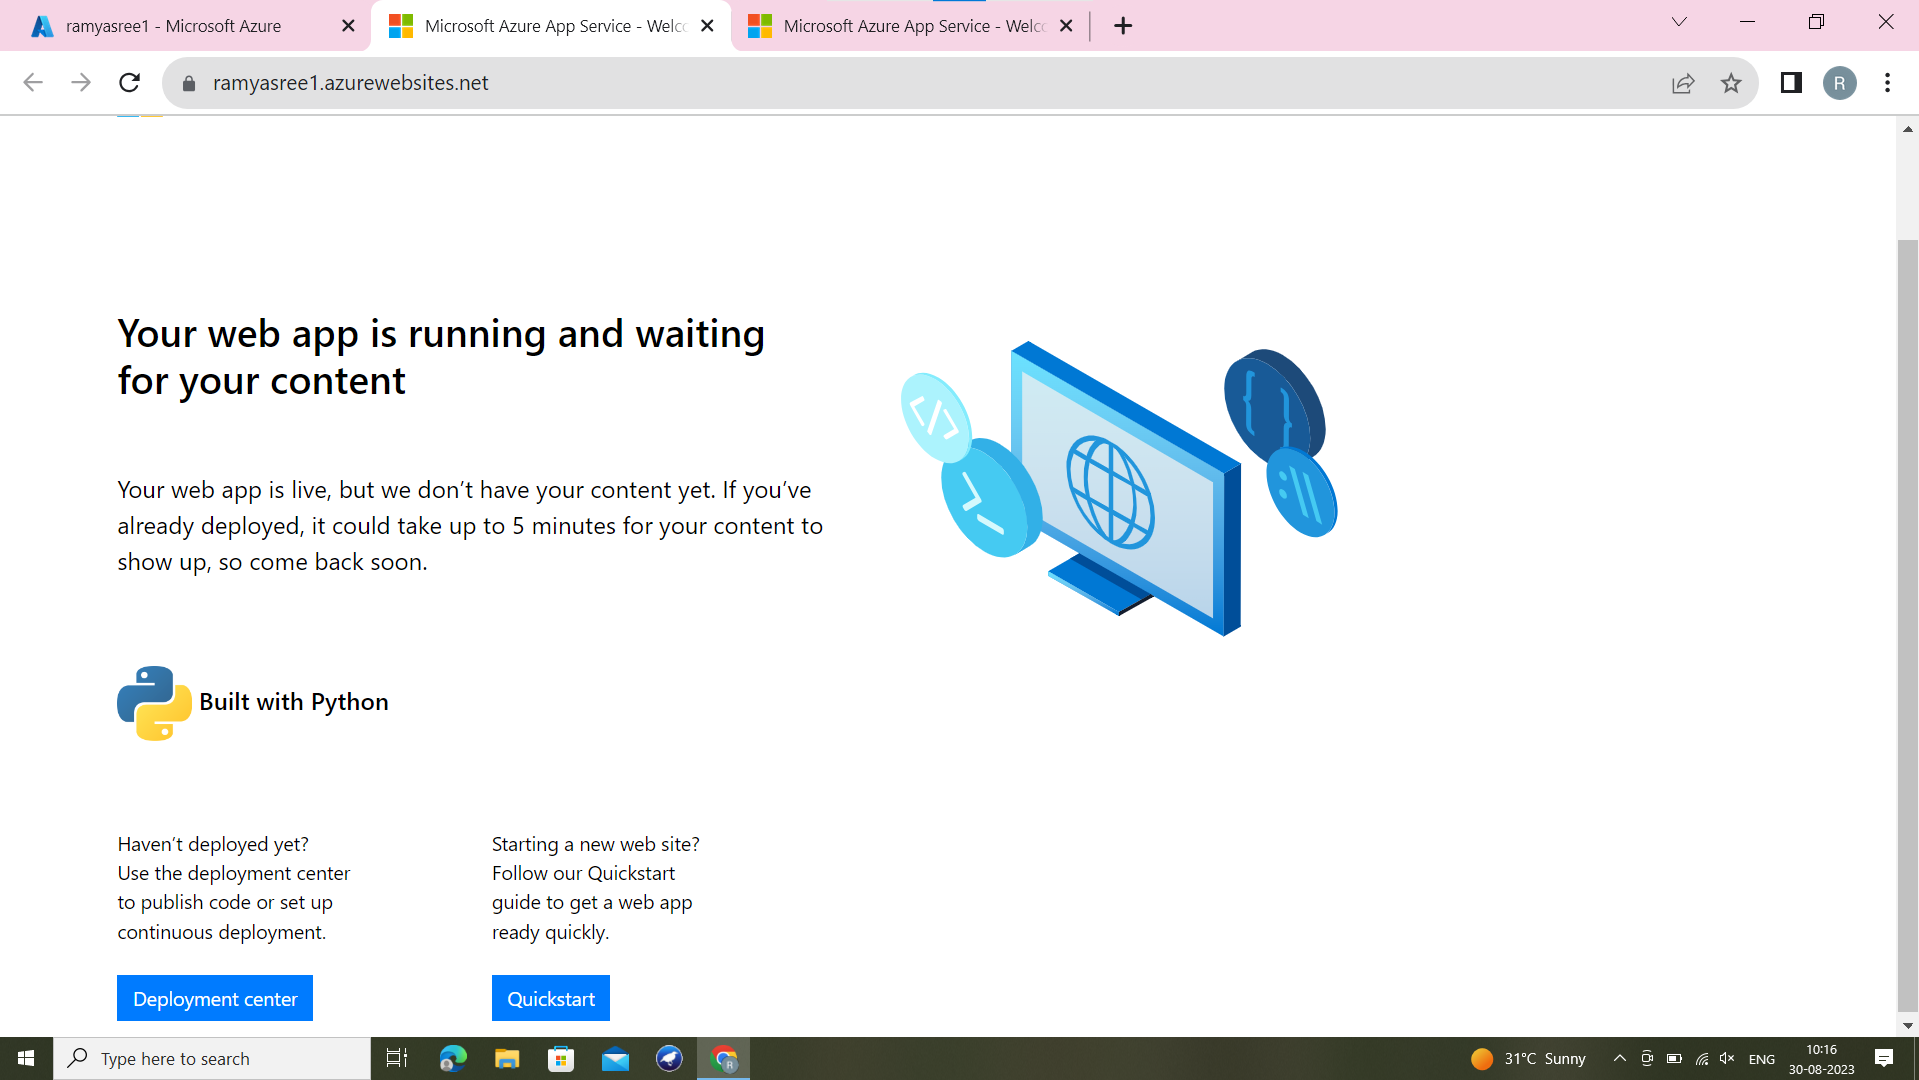 ramyasree1 - Microsoft Azure
Microsoft Azure App Service - Welc
Microsoft Azure App Service - Welc
ramyasree1.azurewebsites.net
R
Your web app is running and waiting
for your content
Your web app is live, but we don’t have your content yet. If you’ve
already deployed, it could take up to 5 minutes for your content to
show up, so come back soon.
Built with Python
Haven’t deployed yet?
Use the deployment center
to publish code or set up
continuous deployment.
Deployment center
Starting a new web site?
Follow our Quickstart
guide to get a web app
ready quickly.
Quickstart
Type here to search
R
31°C Sunny
ENG
10:16
30-08-2023